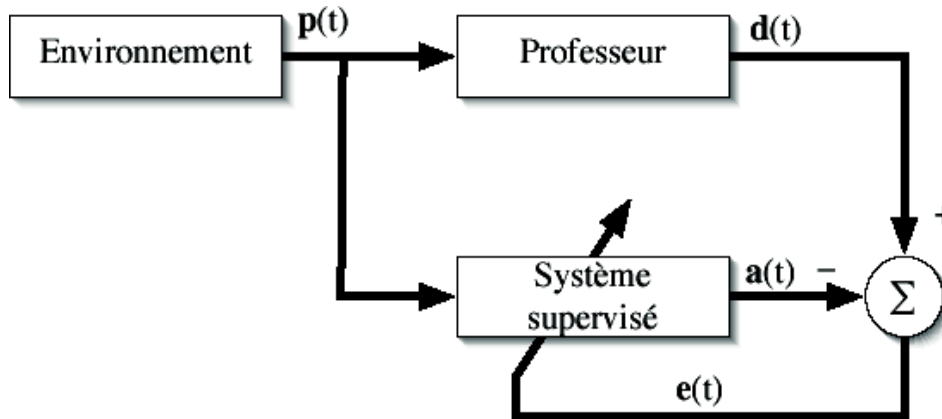 Environnement
p(t)
Professeur
d(t)
+
Système
supervisé
a(t)
−
Σ
e(t)